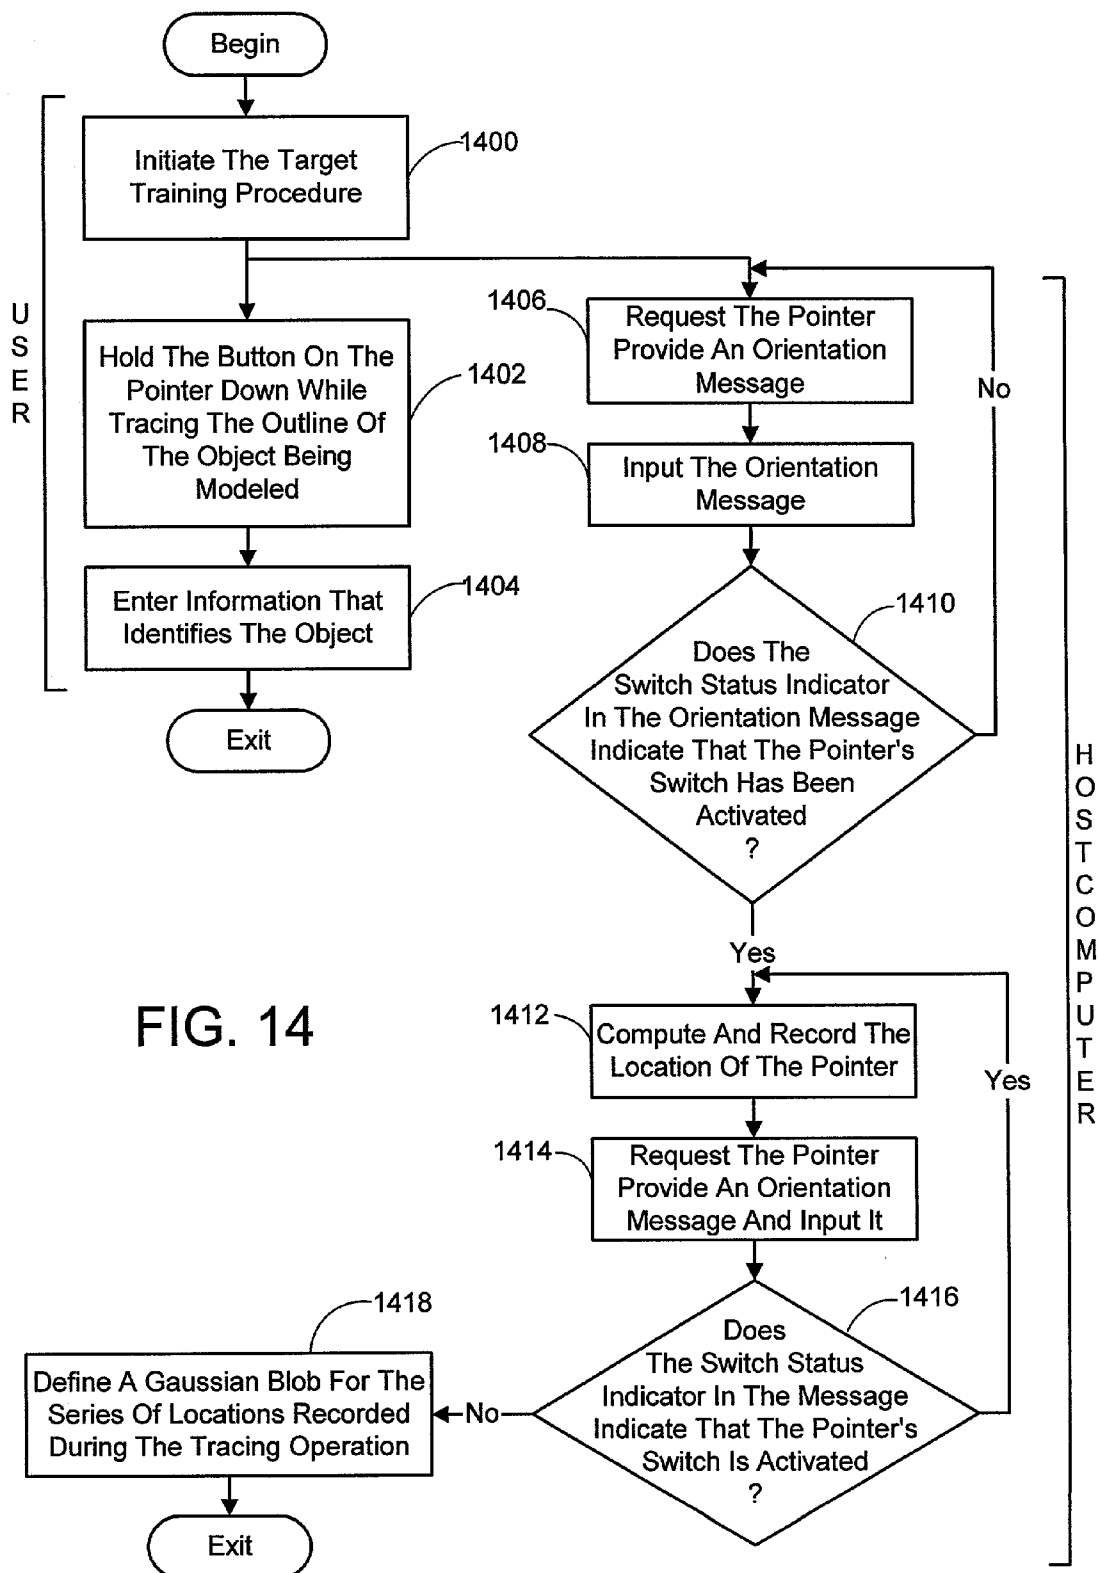 Begin
USER
Initiate The Target
Training Procedure
1400
Hold The Button On The
Pointer Down While
Tracing The Outline Of
The Object Being
Modeled
1402
Enter Information That
Identifies The Object
1404
Exit
HOST COMPUTER
1406
Request The Pointer
Provide An Orientation
Message
No
1408
Input The Orientation
Message
1410
Does The
Switch Status Indicator
In The Orientation Message
Indicate That The Pointer's
Switch Has Been
Activated
?
Yes
1412
Compute And Record The
Location Of The Pointer
Yes
1414
Request The Pointer
Provide An Orientation
Message And Input It
1416
Does
The Switch Status
Indicator In The Message
Indicate That The Pointer's
Switch Is Activated
?
No
1418
Define A Gaussian Blob For The
Series Of Locations Recorded
During The Tracing Operation
Exit
FIG. 14